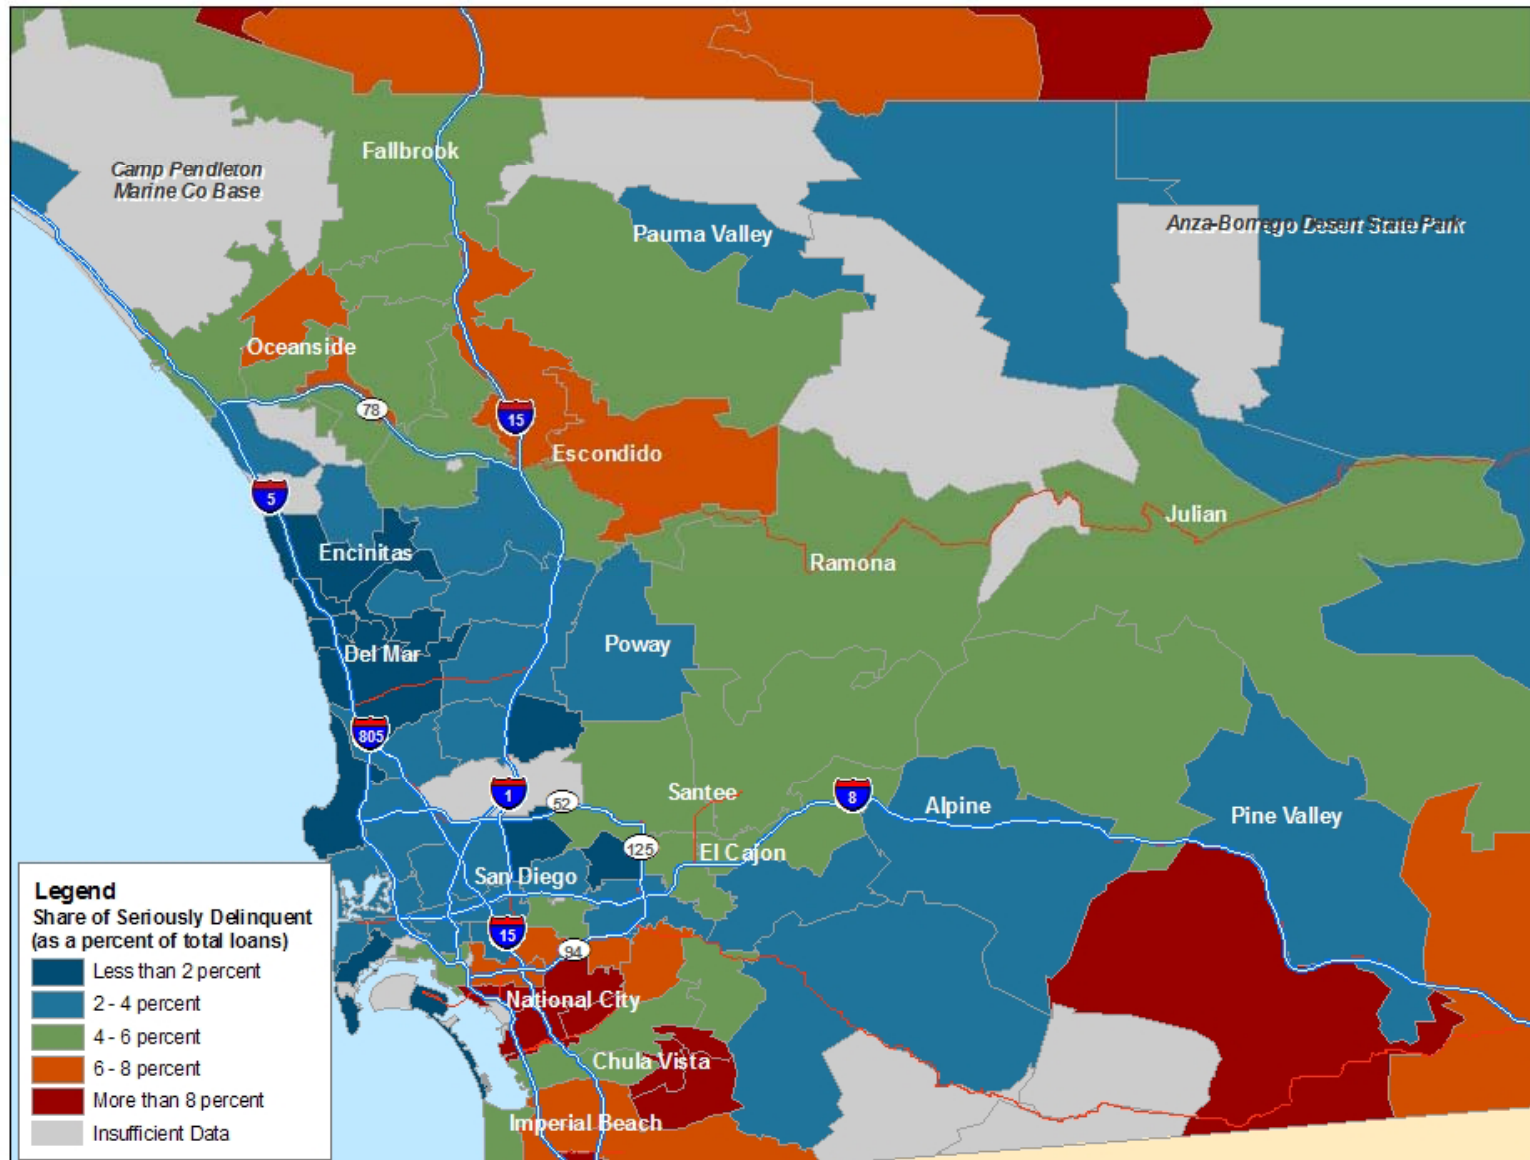 Camp Pendleton
Marine Co Base
Fallbrook
Pauma Valley
Anza-Borrego Desert State Park
Oceanside
78
15
Escondido
5
Julian
Encinitas
Ramona
Poway
Del Mar
805
1
52
Santee
8
Alpine
Pine Valley
125
El Cajon
San Diego
15
94
National City
Chula Vista
Imperial Beach
Legend
Share of Seriously Delinquent
(as a percent of total loans)
Less than 2 percent
2 - 4 percent
4 - 6 percent
6 - 8 percent
More than 8 percent
Insufficient Data